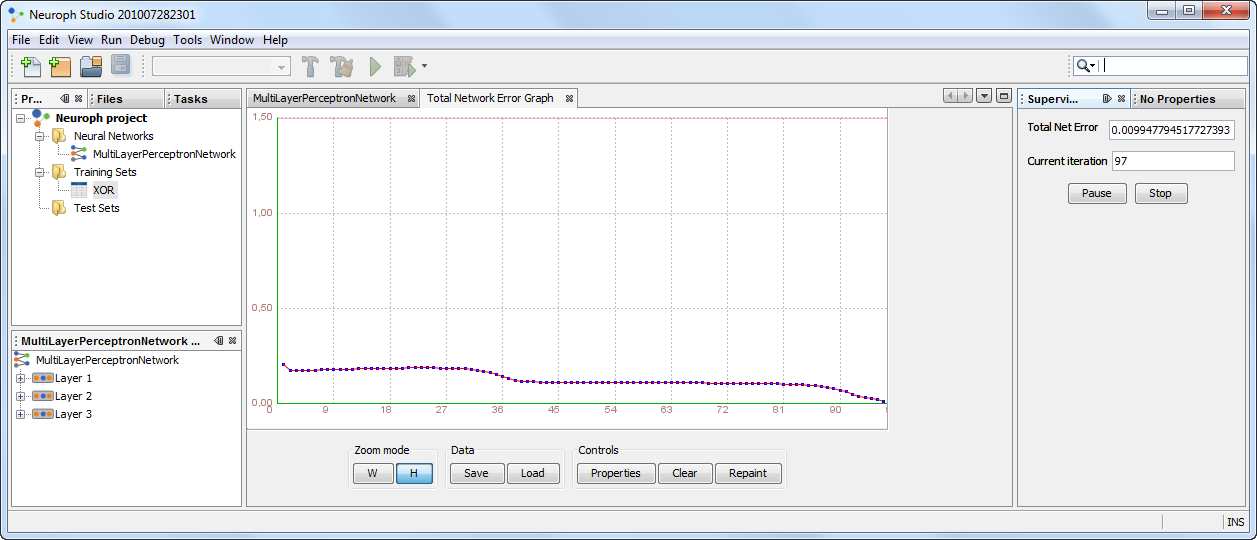 Neuroph Studio 201007282301
File Edit View Run Debug Tools Window Help
Pr... Files Tasks
Neuroph project
Neural Networks
MultiLayerPerceptronNetwork
Training Sets
XOR
Test Sets
MultiLayerPerceptronNetwork ...
MultiLayerPerceptronNetwork
Layer 1
Layer 2
Layer 3
MultiLayerPerceptronNetwork Total Network Error Graph
1,50
1,00
0,50
0,00
0 9 18 27 36 45 54 63 72 81 90
Zoom mode Data Controls
W H Save Load Properties Clear Repaint
Supervi... No Properties
Total Net Error 0.009947794517727393
Current iteration 97
Pause Stop
INS